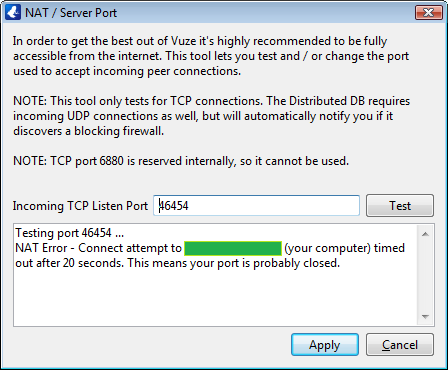 NAT / Server Port
In order to get the best out of Vuze it's highly recommended to be fully
accessible from the internet. This tool lets you test and / or change the port
used to accept incoming peer connections.
NOTE: This tool only tests for TCP connections. The Distributed DB requires
incoming UDP connections as well, but will automatically notify you if it
discovers a blocking firewall.
NOTE: TCP port 6880 is reserved internally, so it cannot be used.
Incoming TCP Listen Port 46454 Test
Testing port 46454 ...
NAT Error - Connect attempt to (your computer) timed
out after 20 seconds. This means your port is probably closed.
Apply Cancel